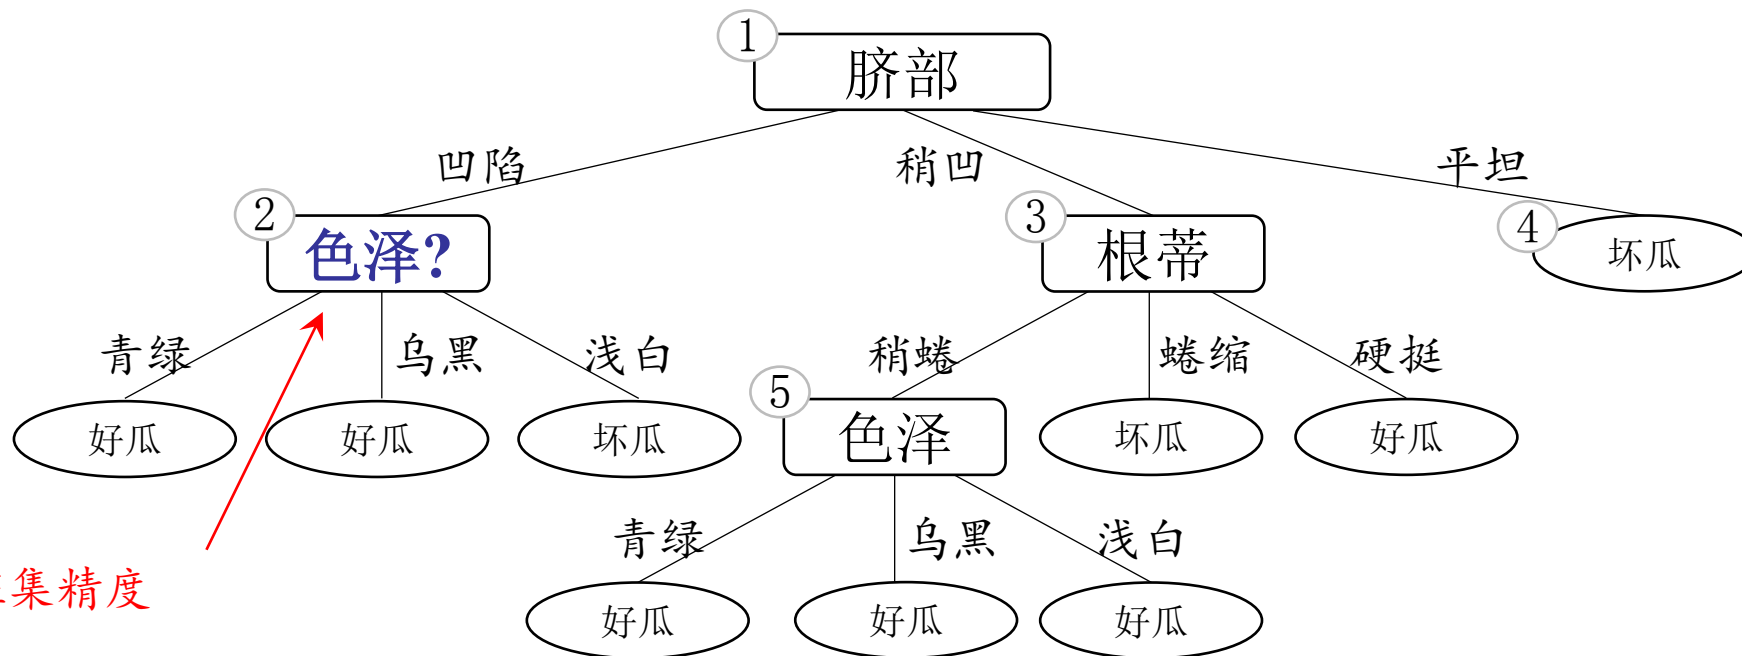 1
脐部
凹陷
稍凹
平坦
2
色泽?
3
根蒂
4
坏瓜
青绿
乌黑
浅白
稍蜷
蜷缩
硬挺
5
好瓜
好瓜
坏瓜
色泽
坏瓜
好瓜
青绿
乌黑
浅白
集精度
好瓜
好瓜
好瓜